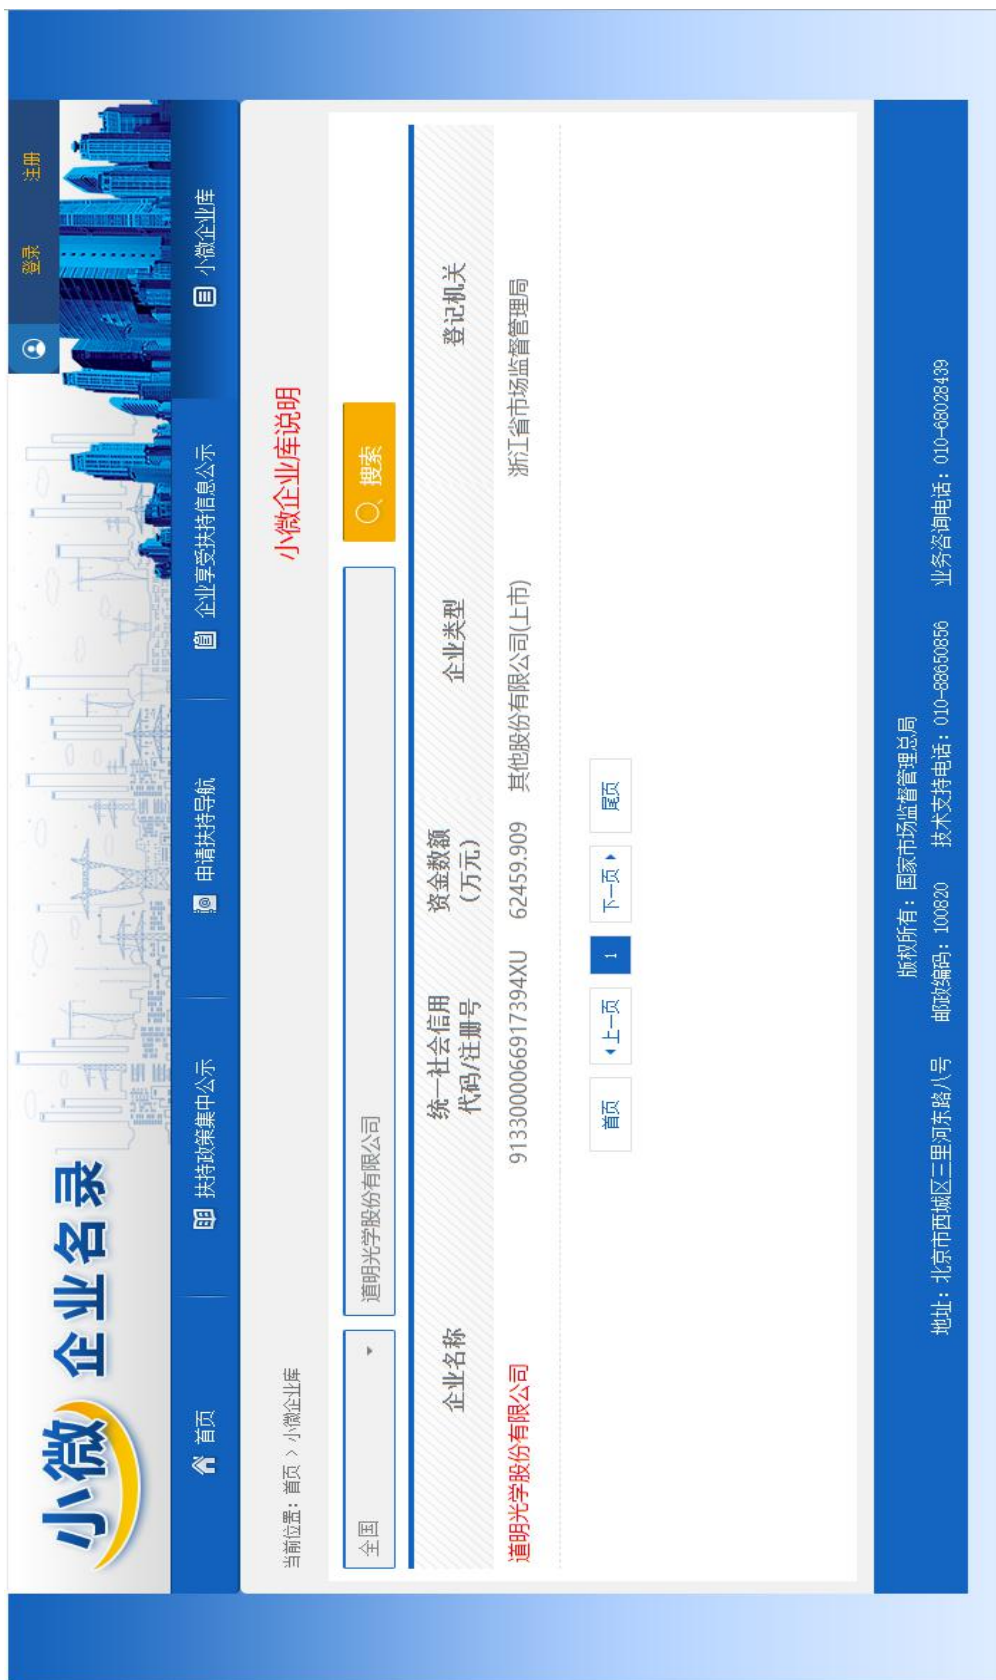 登录 注册
小微 企业名录
首页 扶持政策集中公示 申请扶持导航 企业享受扶持信息公示 小微企业库
当前位置：首页 > 小微企业库 小微企业库说明
全国 道明光学股份有限公司 搜索
企业名称 统一社会信用代码/注册号 资金数额(万元) 企业类型 登记机关
道明光学股份有限公司 9133000066917394XU 62459.909 其他股份有限公司(上市) 浙江省市场监督管理局
首页 上一页 1 下一页 尾页
版权所有：国家市场监督管理总局
地址：北京市西城区三里河东路八号 邮政编码：100820 技术支持电话：010-88650856 业务咨询电话：010-68028439